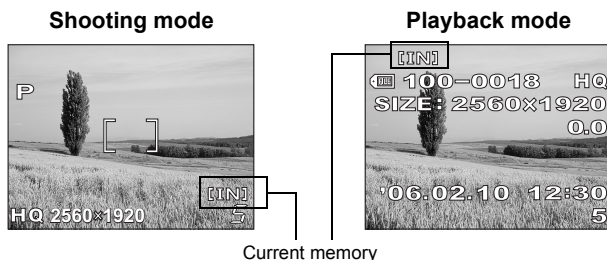 Shooting mode
P
[IN]
HQ 2560×1920
5
Playback mode
[IN]
100-0018 HQ
SIZE: 2560×1920
0.0
'06.02.10 12:30
5
Current memory